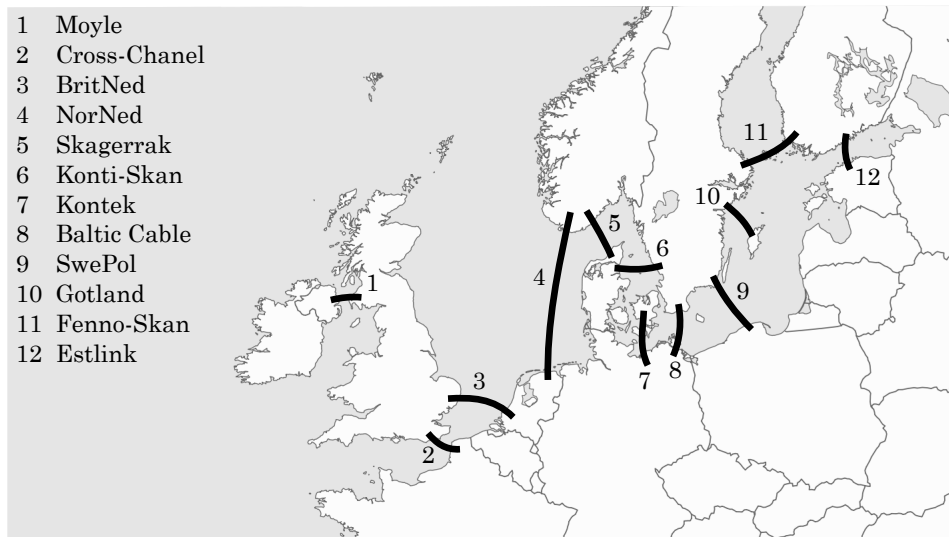 1 Moyle
2 Cross-Chanel
3 BritNed
4 NorNed
5 Skagerrak
6 Konti-Skan
7 Kontek
8 Baltic Cable
9 SwePol
10 Gotland
11 Fenno-Skan
12 Estlink
11
12
10
5
6
4
1
9
3
7
8
2